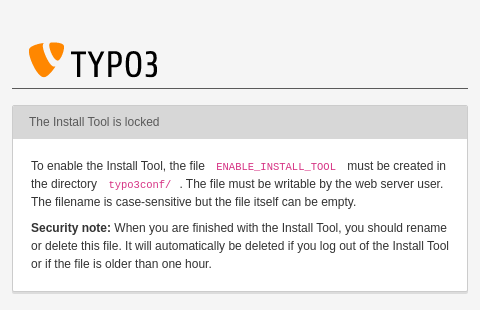 TYPO3
The Install Tool is locked
To enable the Install Tool, the file ENABLE_INSTALL_TOOL must be created in
the directory typo3conf/ . The file must be writable by the web server user.
The filename is case-sensitive but the file itself can be empty.
Security note: When you are finished with the Install Tool, you should rename
or delete this file. It will automatically be deleted if you log out of the Install Tool
or if the file is older than one hour.